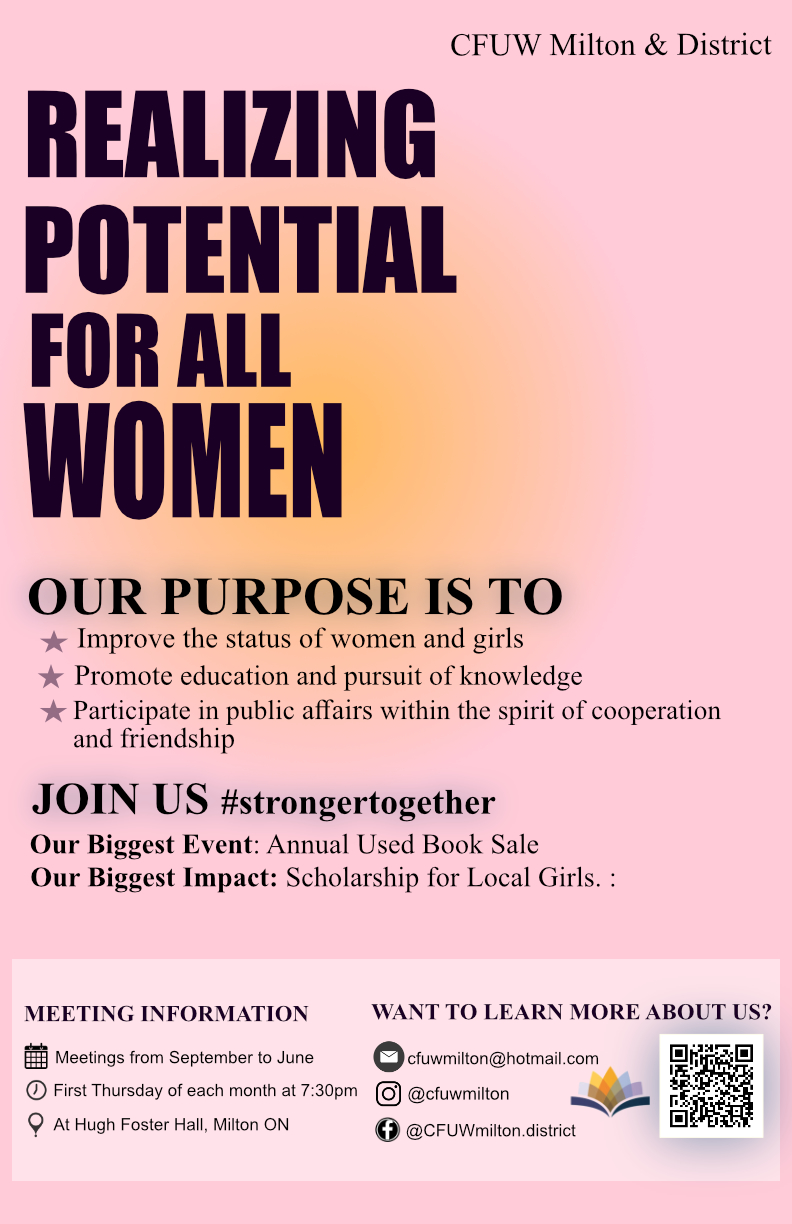 CFUW Milton & District
REALIZING
POTENTIAL
FOR ALL
WOMEN
OUR PURPOSE IS TO
Improve the status of women and girls
Promote education and pursuit of knowledge
Participate in public affairs within the spirit of cooperation
and friendship
JOIN US #strongertogether
Our Biggest Event: Annual Used Book Sale
Our Biggest Impact: Scholarship for Local Girls. :
MEETING INFORMATION
Meetings from September to June
First Thursday of each month at 7:30pm
At Hugh Foster Hall, Milton ON
WANT TO LEARN MORE ABOUT US?
cfuwmilton@hotmail.com
@cfuwmilton
@CFUWmilton.district